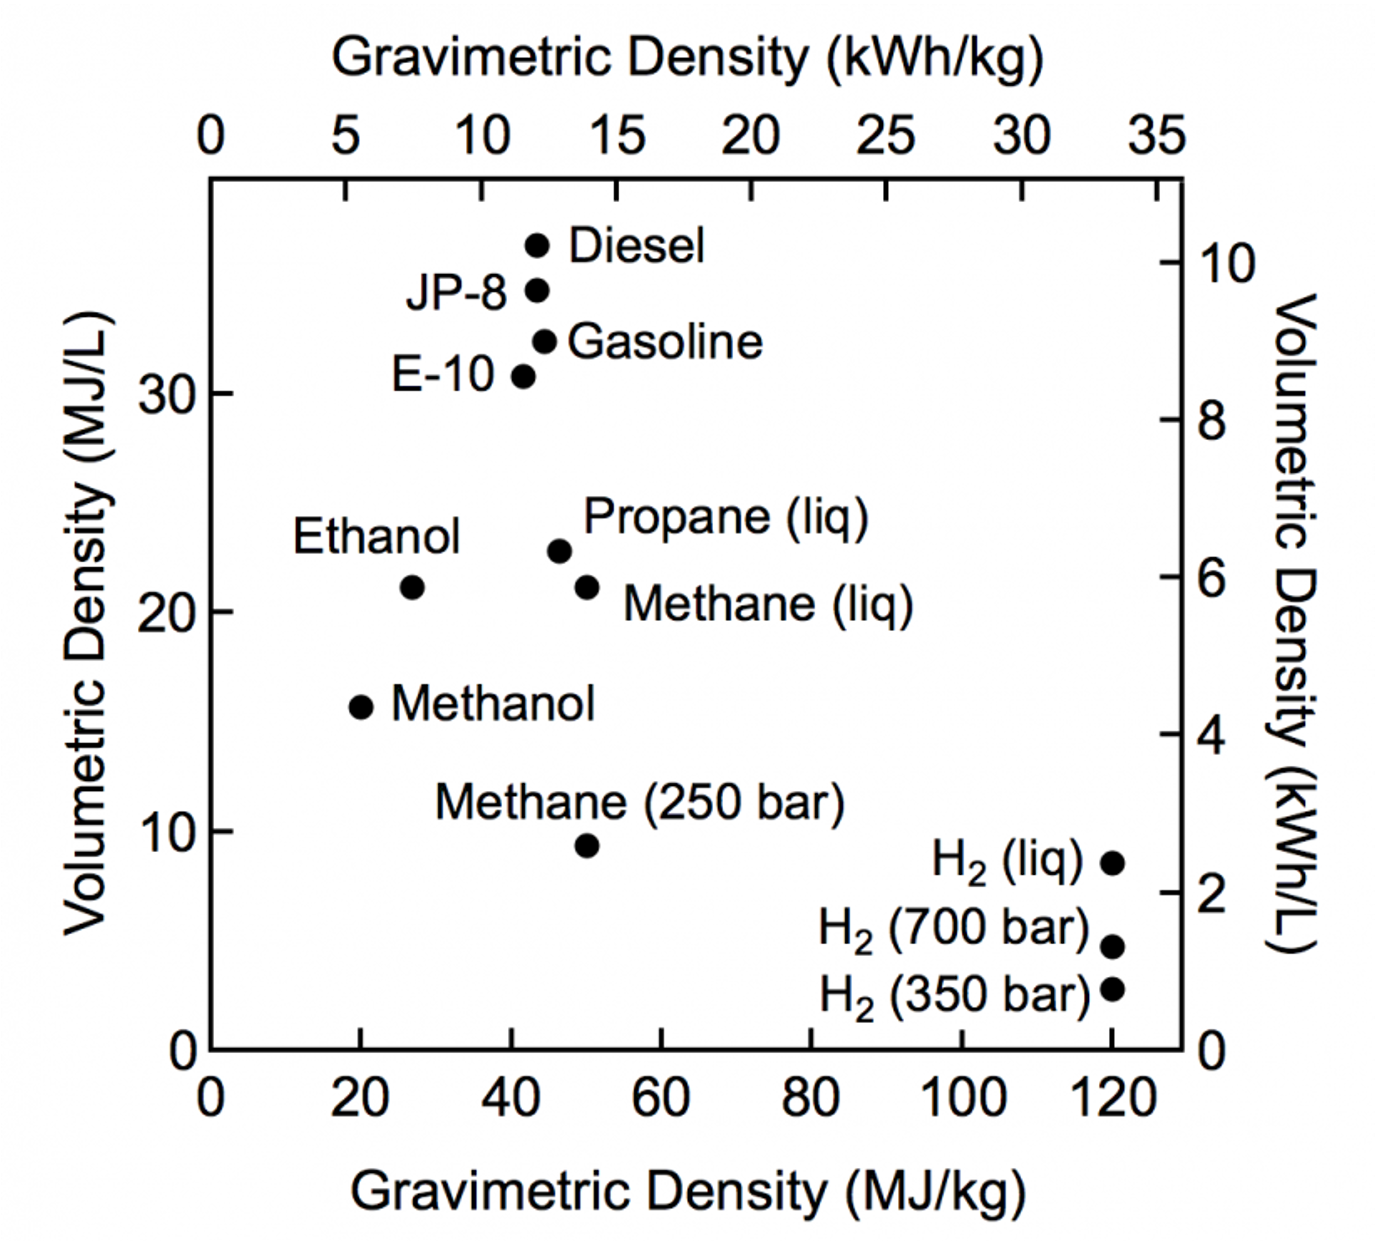 Gravimetric Density (kWh/kg)
0 5 10 15 20 25 30 35
Diesel
JP-8
Gasoline
E-10
Propane (liq)
Ethanol
Methane (liq)
Methanol
Methane (250 bar)
H₂ (liq)
H₂ (700 bar)
H₂ (350 bar)
Volumetric Density (MJ/L)
30
20
10
0
Volumetric Density (kWh/L)
10
8
6
4
2
0
0 20 40 60 80 100 120
Gravimetric Density (MJ/kg)